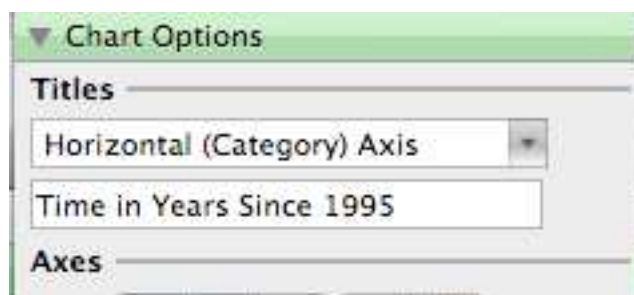 Chart Options
Titles
Horizontal (Category) Axis
Time in Years Since 1995
Axes